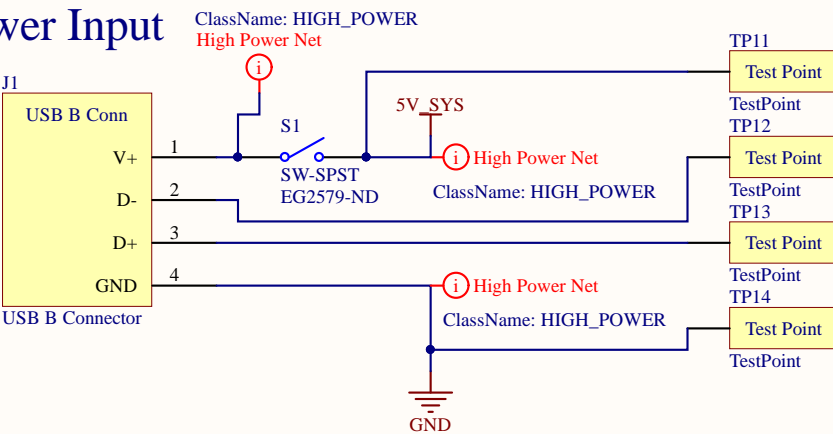 wer Input
ClassName: HIGH_POWER
High Power Net
i
J1
USB B Conn
V+
1
D-
2
D+
3
GND
4
USB B Connector
S1
SW-SPST
EG2579-ND
5V_SYS
i High Power Net
ClassName: HIGH_POWER
i High Power Net
ClassName: HIGH_POWER
GND
TP11
Test Point
TestPoint
TP12
Test Point
TestPoint
TP13
Test Point
TestPoint
TP14
Test Point
TestPoint